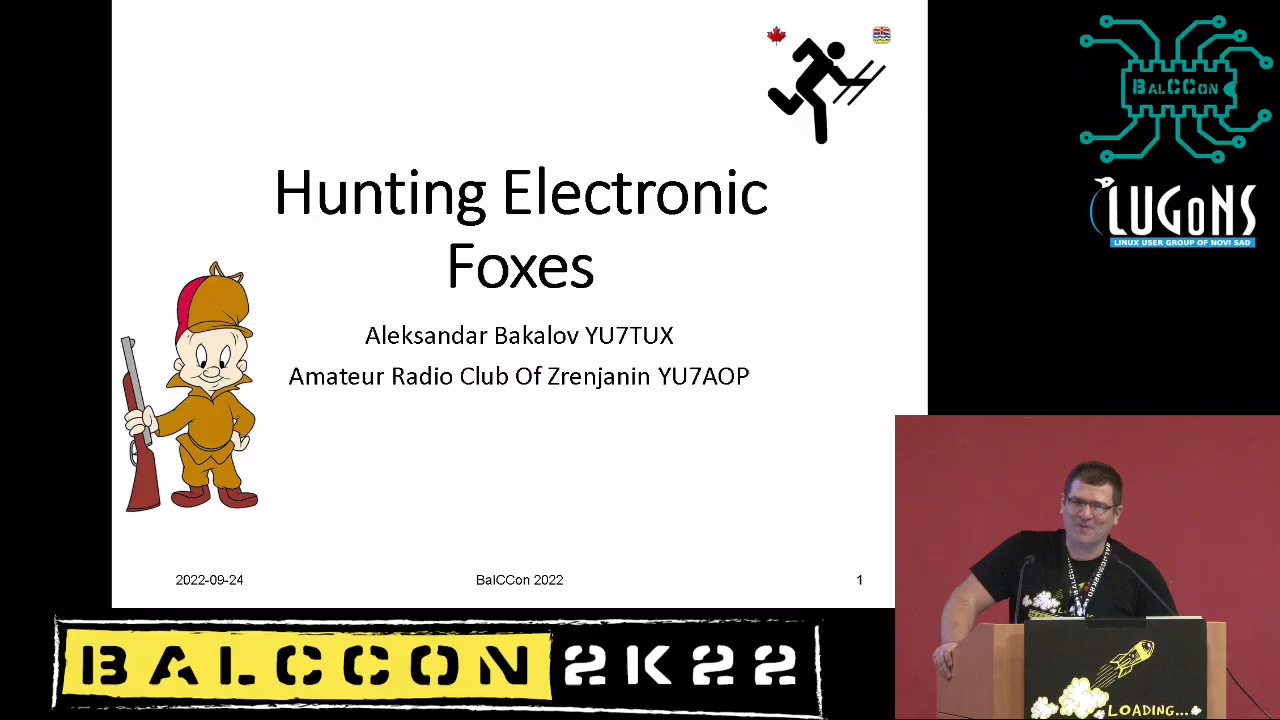 BALCCON
LUGoNS
LINUX USER GROUP OF NOVI SAD
Hunting Electronic
Foxes
Aleksandar Bakalov YU7TUX
Amateur Radio Club Of Zrenjanin YU7AOP
2022-09-24
BalCCon 2022
1
BALCCON 2K22
LOADING...